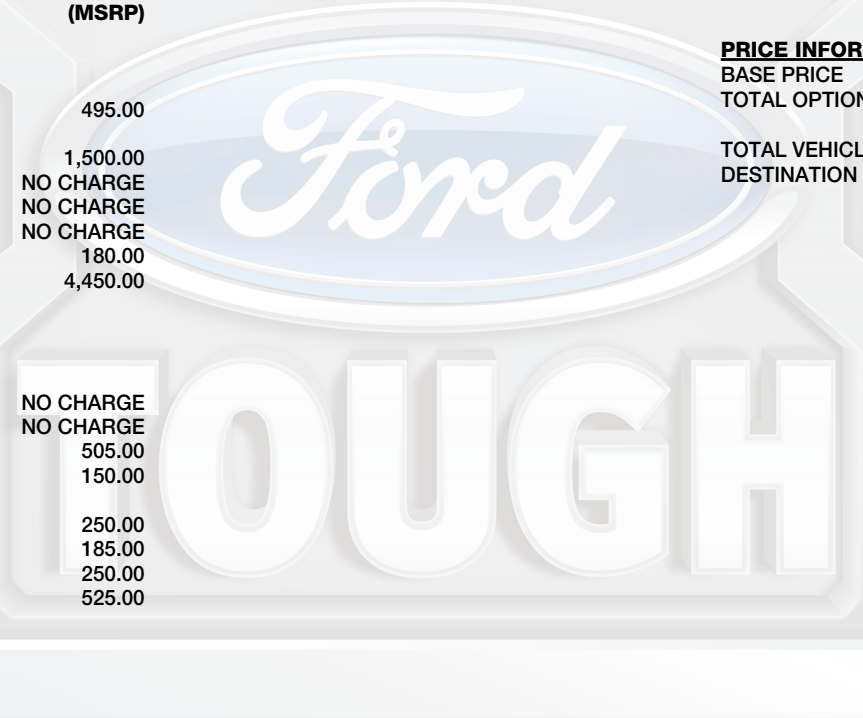 (MSRP)
495.00
1,500.00
NO CHARGE
NO CHARGE
NO CHARGE
180.00
4,450.00
NO CHARGE
NO CHARGE
505.00
150.00
250.00
185.00
250.00
525.00
PRICE INFOR
BASE PRICE
TOTAL OPTION
TOTAL VEHICL
DESTINATION
Ford
TOUGH